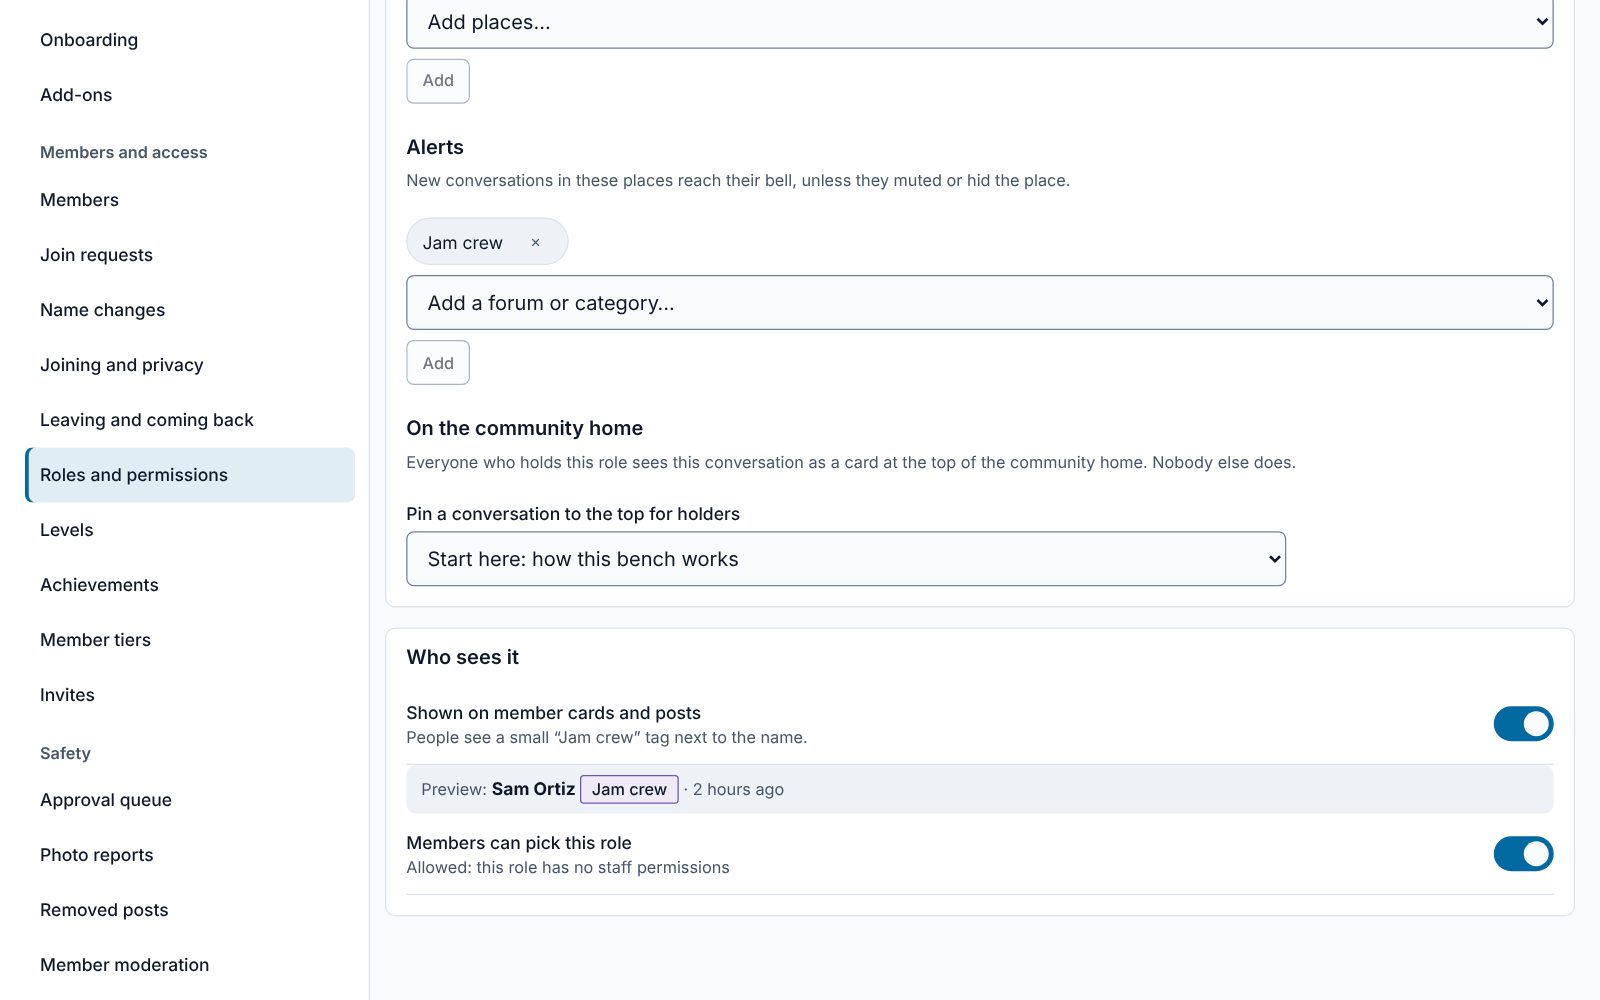 Onboarding
Add-ons
Members and access
Members
Join requests
Name changes
Joining and privacy
Leaving and coming back
Roles and permissions
Levels
Achievements
Member tiers
Invites
Safety
Approval queue
Photo reports
Removed posts
Member moderation
Add places...
Add
Alerts
New conversations in these places reach their bell, unless they muted or hid the place.
Jam crew ×
Add a forum or category...
Add
On the community home
Everyone who holds this role sees this conversation as a card at the top of the community home. Nobody else does.
Pin a conversation to the top for holders
Start here: how this bench works
Who sees it
Shown on member cards and posts
People see a small “Jam crew” tag next to the name.
Preview: Sam Ortiz Jam crew · 2 hours ago
Members can pick this role
Allowed: this role has no staff permissions